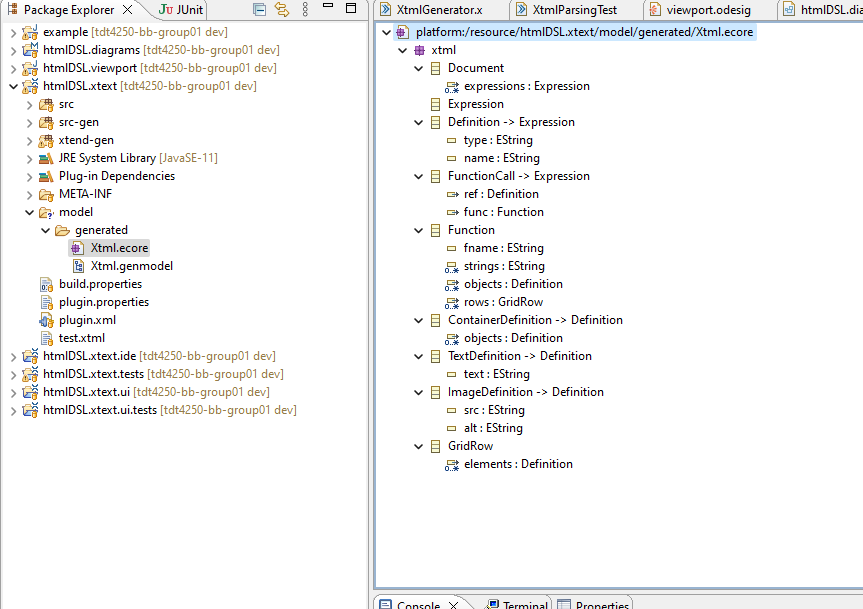 Package Explorer
JUnit
example [tdt4250-bb-group01 dev]
htmlDSL.diagrams [tdt4250-bb-group01 dev]
htmlDSL.viewport [tdt4250-bb-group01 dev]
htmlDSL.xtext [tdt4250-bb-group01 dev]
src
src-gen
xtend-gen
JRE System Library [JavaSE-11]
Plug-in Dependencies
META-INF
model
generated
Xtml.ecore
Xtml.genmodel
build.properties
plugin.properties
plugin.xml
test.xtml
htmlDSL.xtext.ide [tdt4250-bb-group01 dev]
htmlDSL.xtext.tests [tdt4250-bb-group01 dev]
htmlDSL.xtext.ui [tdt4250-bb-group01 dev]
htmlDSL.xtext.ui.tests [tdt4250-bb-group01 dev]
XtmlGenerator.x
XtmlParsingTest
viewport.odesig
htmlDSL.dia
platform:/resource/htmlDSL.xtext/model/generated/Xtml.ecore
xtml
Document
expressions : Expression
Expression
Definition -> Expression
type : EString
name : EString
FunctionCall -> Expression
ref : Definition
func : Function
Function
fname : EString
strings : EString
objects : Definition
rows : GridRow
ContainerDefinition -> Definition
objects : Definition
TextDefinition -> Definition
text : EString
ImageDefinition -> Definition
src : EString
alt : EString
GridRow
elements : Definition
Console
Terminal
Properties